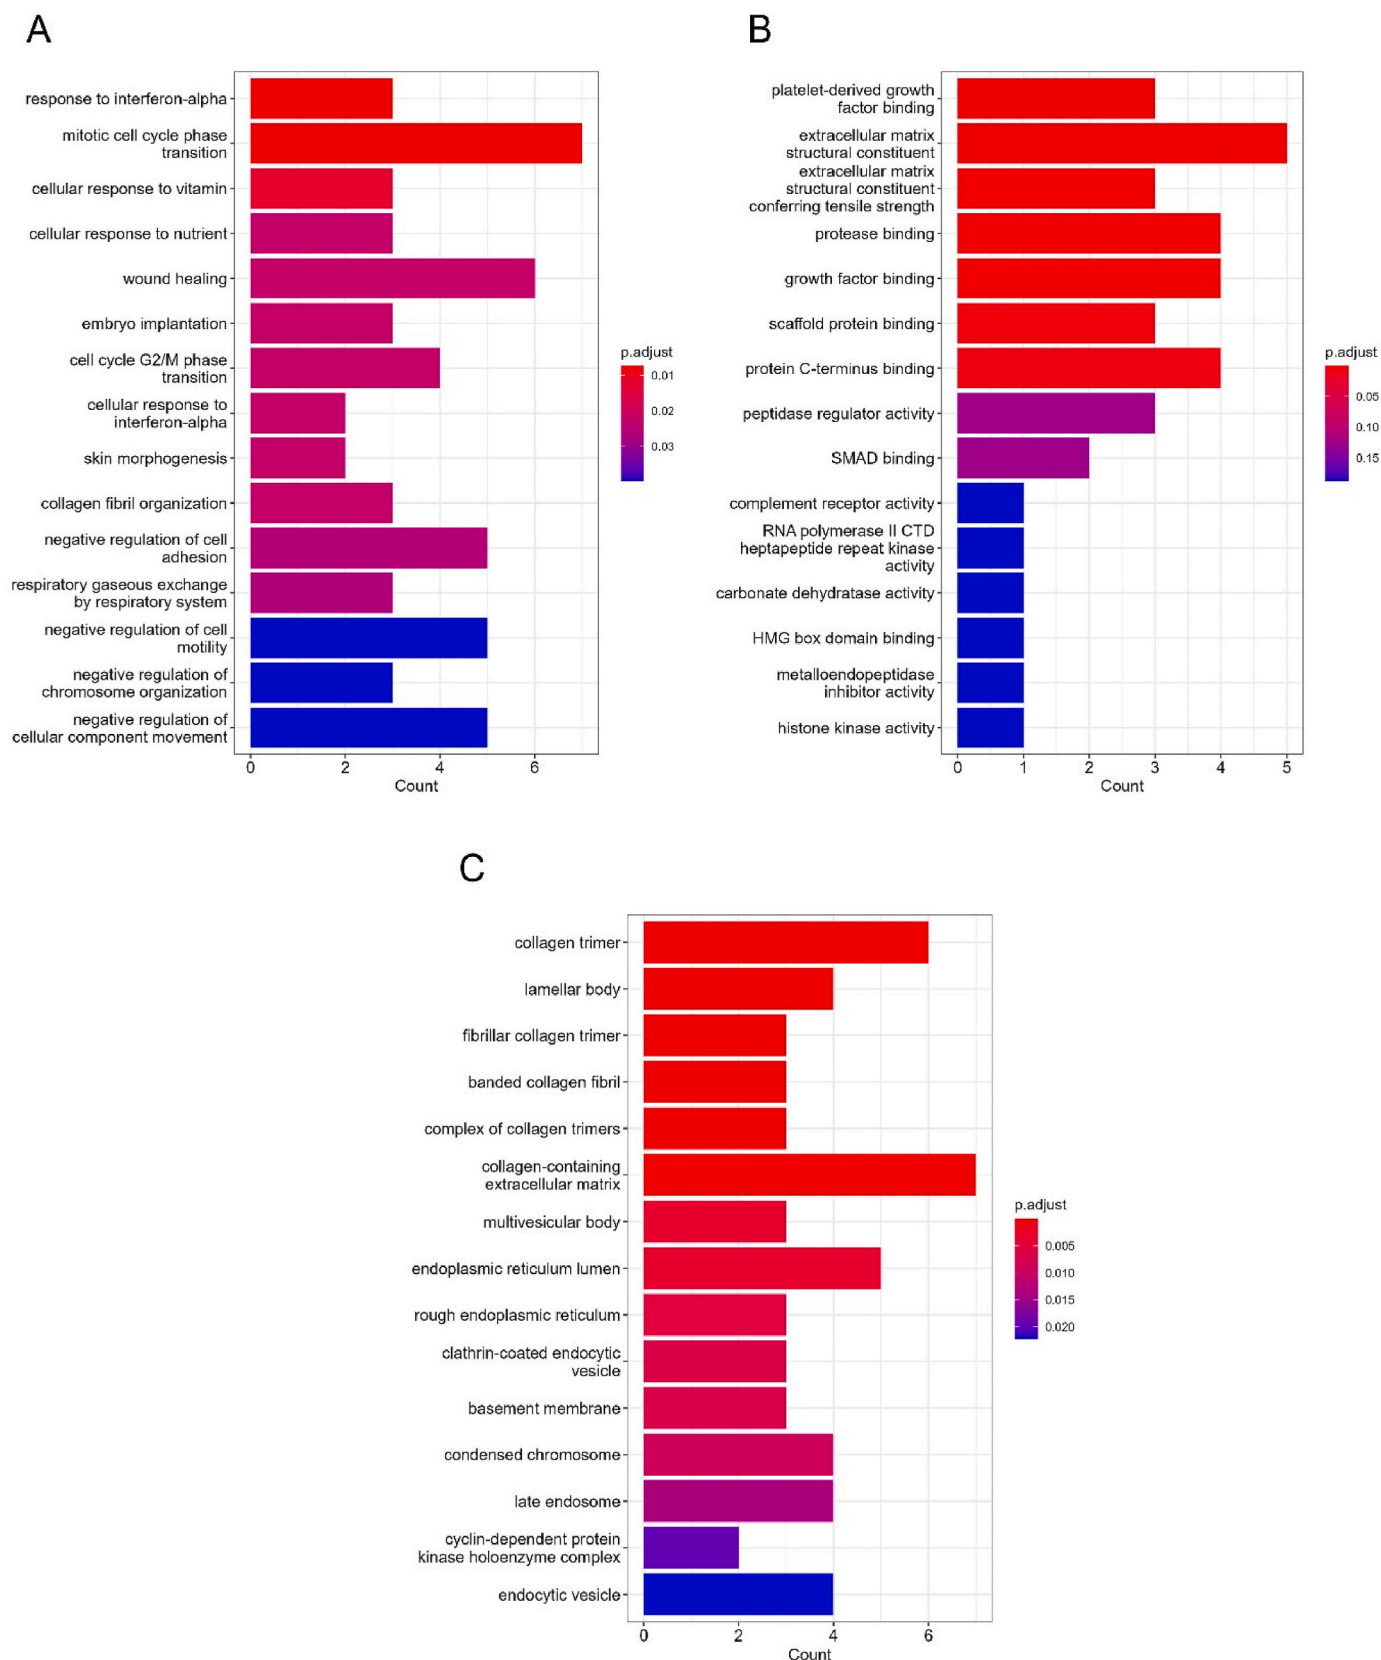 A
response to interferon-alpha
mitotic cell cycle phase
transition
cellular response to vitamin
cellular response to nutrient
wound healing
embryo implantation
cell cycle G2/M phase
transition
cellular response to
interferon-alpha
skin morphogenesis
collagen fibril organization
negative regulation of cell
adhesion
respiratory gaseous exchange
by respiratory system
negative regulation of cell
motility
negative regulation of
chromosome organization
negative regulation of
cellular component movement
0 2 4 6
Count
p.adjust
0.01
0.02
0.03
B
platelet-derived growth
factor binding
extracellular matrix
structural constituent
extracellular matrix
structural constituent
conferring tensile strength
protease binding
growth factor binding
scaffold protein binding
protein C-terminus binding
peptidase regulator activity
SMAD binding
complement receptor activity
RNA polymerase II CTD
heptapeptide repeat kinase
activity
carbonate dehydratase activity
HMG box domain binding
metalloendopeptidase
inhibitor activity
histone kinase activity
0 1 2 3 4 5
Count
p.adjust
0.05
0.10
0.15
C
collagen trimer
lamellar body
fibrillar collagen trimer
banded collagen fibril
complex of collagen trimers
collagen-containing
extracellular matrix
multivesicular body
endoplasmic reticulum lumen
rough endoplasmic reticulum
clathrin-coated endocytic
vesicle
basement membrane
condensed chromosome
late endosome
cyclin-dependent protein
kinase holoenzyme complex
endocytic vesicle
0 2 4 6
Count
p.adjust
0.005
0.010
0.015
0.020